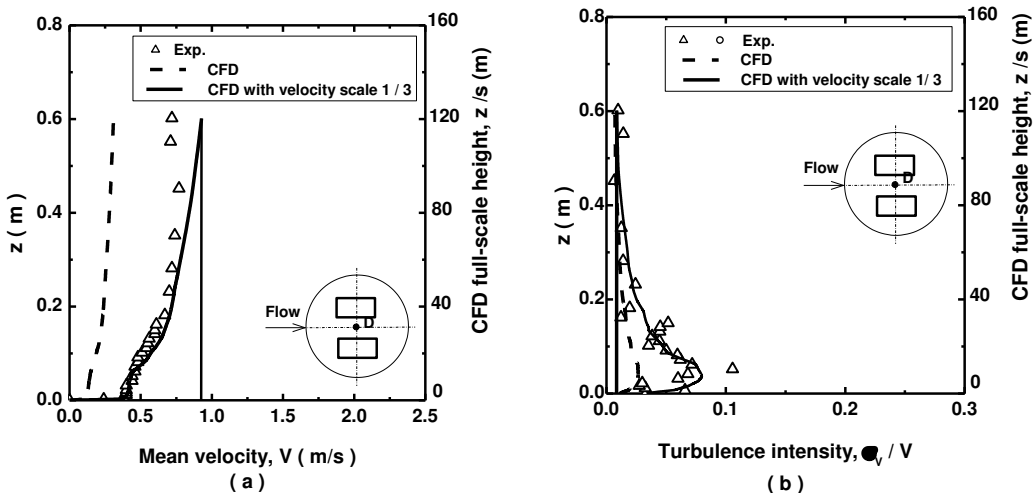 0.8
0.6
0.4
0.2
0.0
z ( m )
160
120
80
40
0
CFD full-scale height, z /s (m)
Exp.
CFD
CFD with velocity scale 1 / 3
Flow
D
0.0 0.5 1.0 1.5 2.0 2.5
Mean velocity, V ( m/s )
( a )
0.8
0.6
0.4
0.2
0.0
z ( m )
160
120
80
40
0
CFD full-scale height, z /s (m)
Exp.
CFD
CFD with velocity scale 1 / 3
Flow
D
0.0 0.1 0.2 0.3
Turbulence intensity, σv / V
( b )